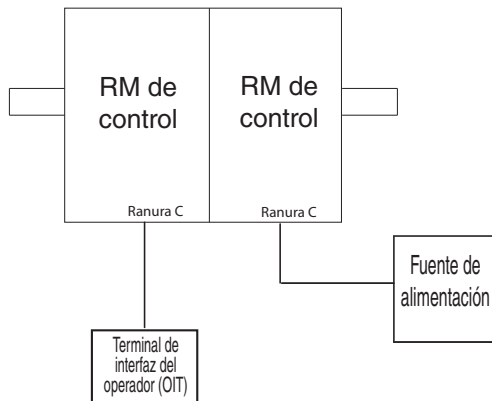 RM de
control
RM de
control
Ranura C
Ranura C
Fuente de
alimentación
Terminal de
interfaz del
operador (OIT)